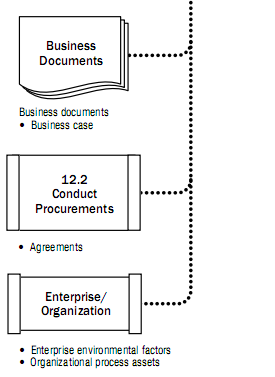 Business
Documents
Business documents
• Business case
12.2
Conduct
Procurements
• Agreements
Enterprise/
Organization
• Enterprise environmental factors
• Organizational process assets